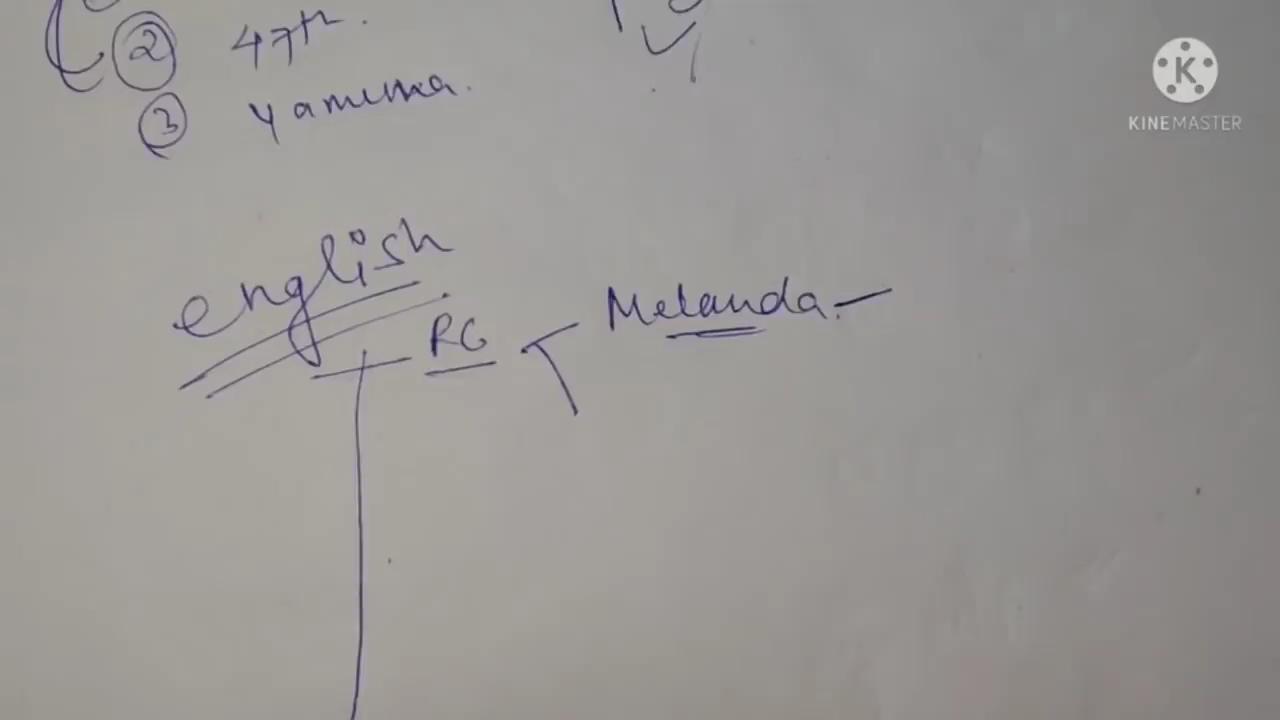 ② 47th.
③ Yamuna.
english
RC
Melanda.
KINEMASTER